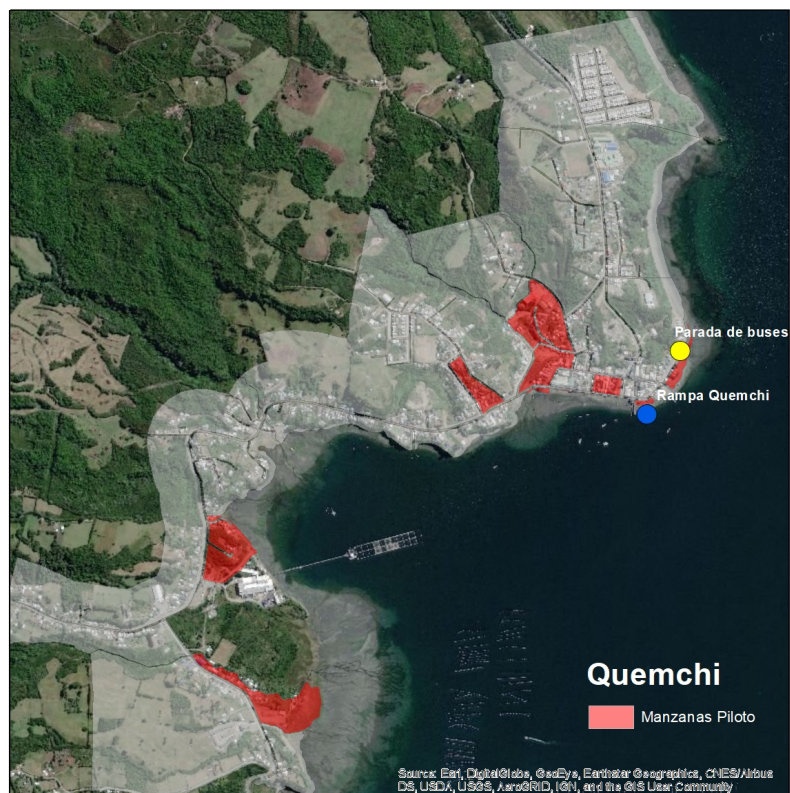 Parada de buses
Rampa Quemchi
Quemchi
Manzanas Piloto
Source: Esri, DigitalGlobe, GeoEye, Earthstar Geographics, CNES/Airbus
DS, USDA, USGS, AeroGRID, IGN, and the GIS User Community